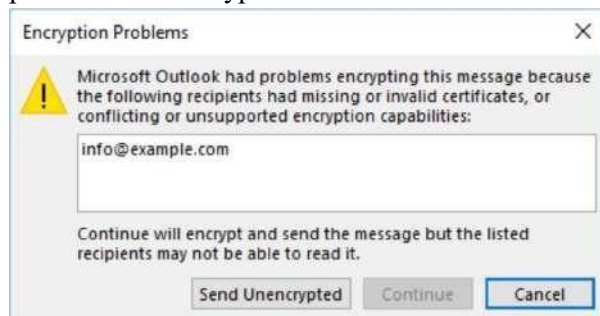 Encryption Problems
Microsoft Outlook had problems encrypting this message because
the following recipients had missing or invalid certificates, or
conflicting or unsupported encryption capabilities:
info@example.com
Continue will encrypt and send the message but the listed
recipients may not be able to read it.
Send Unencrypted Continue Cancel